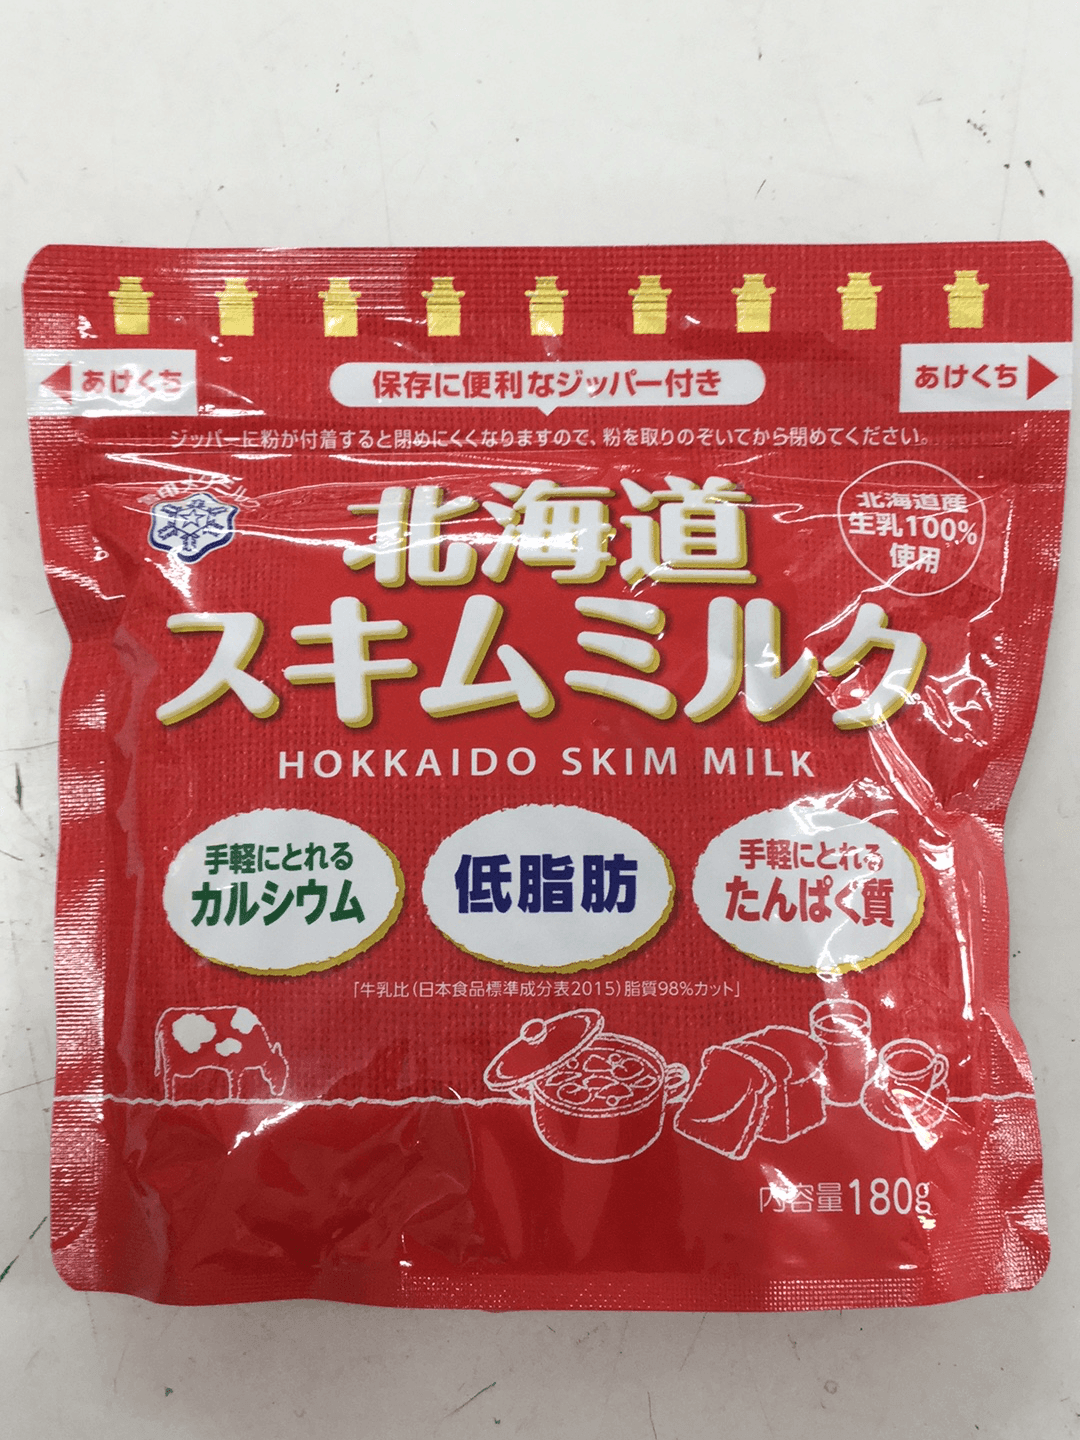 あけくち
保存に便利なジッパー付き
あけくち
ジッパーに粉が付着すると閉めにくくなりますので、粉を取りのぞいてから閉めてください。
雪印メグミルク
北海道産
生乳100%
使用
北海道
スキムミルク
HOKKAIDO SKIM MILK
手軽にとれる
カルシウム
低脂肪
手軽にとれる
たんぱく質
「牛乳比(日本食品標準成分表2015)脂質98%カット」
内容量180g